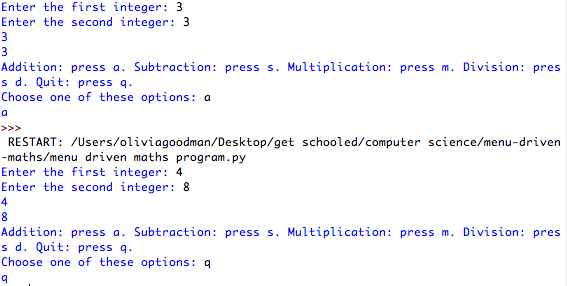 Enter the first integer: 3
Enter the second integer: 3
3
3
Addition: press a. Subtraction: press s. Multiplication: press m. Division: pres
s d. Quit: press q.
Choose one of these options: a
a
>>>
 RESTART: /Users/oliviagoodman/Desktop/get schooled/computer science/menu-driven
-maths/menu driven maths program.py
Enter the first integer: 4
Enter the second integer: 8
4
8
Addition: press a. Subtraction: press s. Multiplication: press m. Division: pres
s d. Quit: press q.
Choose one of these options: q
q